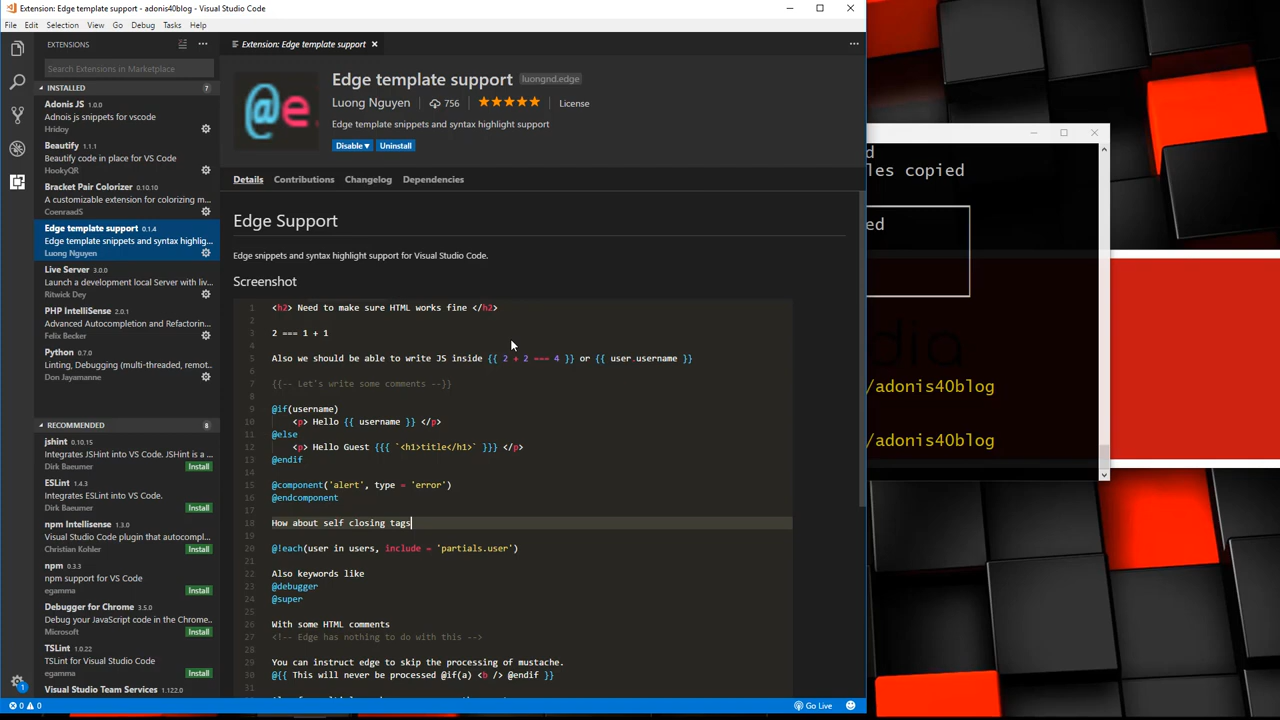 Extension: Edge template support - adonis40blog - Visual Studio Code
File Edit Selection View Go Debug Tasks Help
EXTENSIONS
Search Extensions in Marketplace
INSTALLED 7
Adonis JS 1.0.0
Adnois js snippets for vscode
Hridoy
Beautify 1.1.1
Beautify code in place for VS Code
HookyQR
Bracket Pair Colorizer 0.10.10
A customizable extension for colorizing m...
CoenraadS
Edge template support 0.1.4
Edge template snippets and syntax highlig...
Luong Nguyen
Live Server 3.0.0
Launch a development local Server with liv...
Ritwick Dey
PHP IntelliSense 2.0.1
Advanced Autocompletion and Refactorin...
Felix Becker
Python 0.7.0
Linting, Debugging (multi-threaded, remot...
Don Jayamanne
RECOMMENDED 8
jshint 0.10.15
Integrates JSHint into VS Code. JSHint is a ...
Dirk Baeumer Install
ESLint 1.4.3
Integrates ESLint into VS Code.
Dirk Baeumer Install
npm Intellisense 1.3.0
Visual Studio Code plugin that autocompl...
Christian Kohler Install
npm 0.3.3
npm support for VS Code
egamma Install
Debugger for Chrome 3.5.0
Debug your JavaScript code in the Chrome...
Microsoft Install
TSLint 1.0.22
TSLint for Visual Studio Code
egamma Install
Visual Studio Team Services 1.122.0
1
Extension: Edge template support
@e
Edge template support luongnd.edge
Luong Nguyen 756 License
Edge template snippets and syntax highlight support
Disable Uninstall
Details Contributions Changelog Dependencies
Edge Support
Edge snippets and syntax highlight support for Visual Studio Code.
Screenshot
1 <h2> Need to make sure HTML works fine </h2>
2
3 2 === 1 + 1
4
5 Also we should be able to write JS inside {{ 2 + 2 === 4 }} or {{ user.username }}
6
7 {{-- Let's write some comments --}}
8
9 @if(username)
10 <p> Hello {{ username }} </p>
11 @else
12 <p> Hello Guest {{{ `<h1>title</h1>` }}} </p>
13 @endif
14
15 @component('alert', type = 'error')
16 @endcomponent
17
18 How about self closing tags
19
20 @!each(user in users, include = 'partials.user')
21
22 Also keywords like
23 @debugger
24 @super
25
26 With some HTML comments
27 <!-- Edge has nothing to do with this -->
28
29 You can instruct edge to skip the processing of mustache.
30 @{{ This will never be processed @if(a) <b /> @endif }}
31
0 0
Go Live
d
les copied
ed
dia
/adonis40blog
/adonis40blog